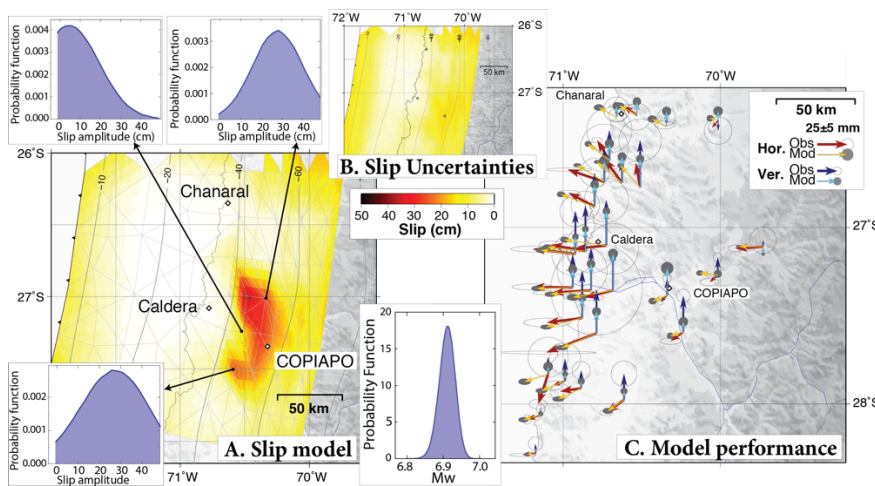 0.004
0.003
0.002
0.001
0.000
Probability function
0 10 20 30 40
Slip amplitude (cm)
0.003
0.002
0.001
0.000
Probability function
0 10 20 30 40
Slip amplitude (cm)
72°W 71°W 70°W
26°S
27°S
50 km
B. Slip Uncertainties
71°W 70°W
26°S
27°S
−10
−20
−40
−60
Chanaral
Caldera
COPIAPO
50 km
A. Slip model
71°W 70°W
50 40 30 20 10 0
Slip (cm)
0.002
0.001
0.000
Probability function
0 10 20 30 40
Slip amplitude
20
15
10
5
0
Probability Function
6.8 6.9 7.0
Mw
71°W 70°W
26°S
27°S
28°S
Chanaral
Caldera
COPIAPO
50 km
25±5 mm
Hor. Obs
Mod
Ver. Obs
Mod
C. Model performance